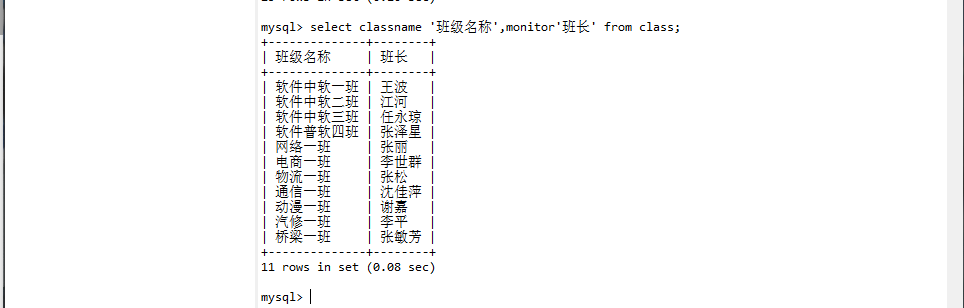 mysql> select classname '班级名称',monitor'班长' from class;
+--------------+--------+
| 班级名称     | 班长   |
+--------------+--------+
| 软件中软一班 | 王波   |
| 软件中软二班 | 江河   |
| 软件中软三班 | 任永琼 |
| 软件普软四班 | 张泽星 |
| 网络一班     | 张丽   |
| 电商一班     | 李世群 |
| 物流一班     | 张松   |
| 通信一班     | 沈佳萍 |
| 动漫一班     | 谢嘉   |
| 汽修一班     | 李平   |
| 桥梁一班     | 张敏芳 |
+--------------+--------+
11 rows in set (0.08 sec)
mysql>